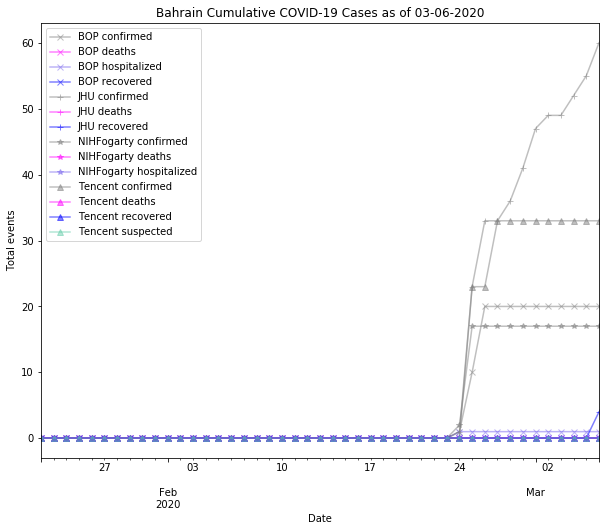 Bahrain Cumulative COVID-19 Cases as of 03-06-2020
BOP confirmed
BOP deaths
BOP hospitalized
BOP recovered
JHU confirmed
JHU deaths
JHU recovered
NIHFogarty confirmed
NIHFogarty deaths
NIHFogarty hospitalized
Tencent confirmed
Tencent deaths
Tencent recovered
Tencent suspected
Total events
60
50
40
30
20
10
0
27 03 10 17 24 02
Feb Mar
2020
Date